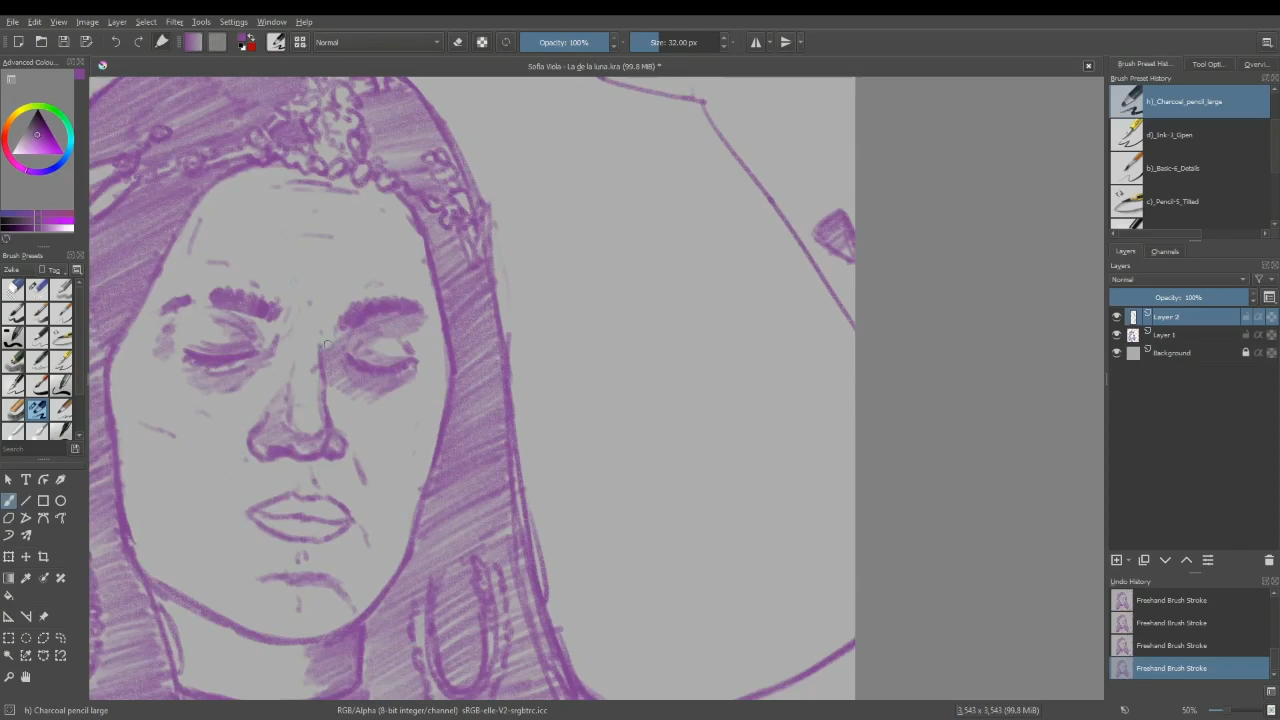 File Edit View Image Layer Select Filter Tools Settings Window Help
Normal Opacity: 100% Size: 32.00 px
Advanced Colou...
Sofia Viola - La de la luna.kra (99.8 MiB) *
Brush Preset Hist... Tool Opti... Overvi...
Brush Preset History
h)_Charcoal_pencil_large
d)_Ink-3_Gpen
b)_Basic-6_Details
c)_Pencil-5_Tilted
Layers Channels
Layers
Normal
Opacity: 100%
Layer 2
Layer 1
Background
Brush Presets
Zeke Tag
Search
Undo History
Freehand Brush Stroke
Freehand Brush Stroke
Freehand Brush Stroke
Freehand Brush Stroke
h) Charcoal pencil large
RGB/Alpha (8-bit integer/channel) sRGB-elle-V2-srgbtrc.icc
3,543 x 3,543 (99.8 MiB)
50%